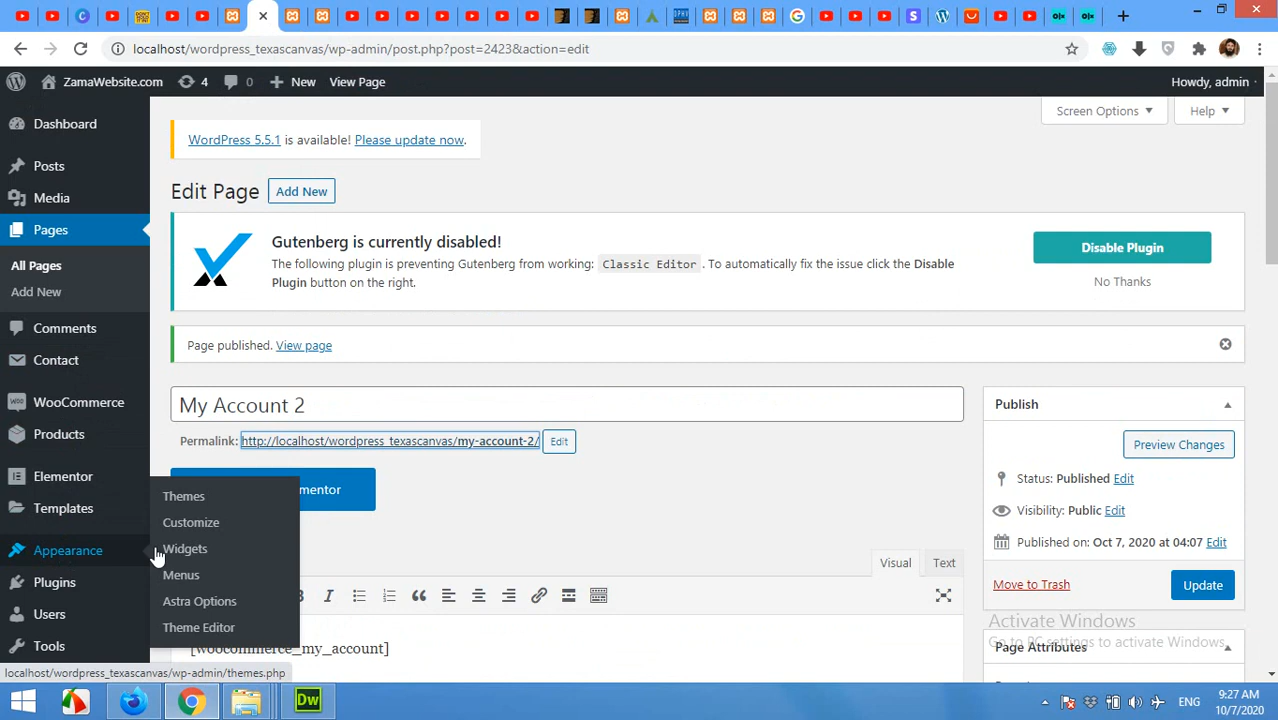 localhost/wordpress_texascanvas/wp-admin/post.php?post=2423&action=edit
ZamaWebsite.com 4 0 New View Page Howdy, admin
Screen Options Help
Dashboard
Posts
Media
Pages
All Pages
Add New
Comments
Contact
WooCommerce
Products
Elementor
Templates
Appearance
Plugins
Users
Tools
Themes
Customize
Widgets
Menus
Astra Options
Theme Editor
WordPress 5.5.1 is available! Please update now.
Edit Page Add New
Gutenberg is currently disabled!
The following plugin is preventing Gutenberg from working: Classic Editor . To automatically fix the issue click the Disable
Plugin button on the right.
Disable Plugin
No Thanks
Page published. View page
My Account 2
Permalink: http://localhost/wordpress_texascanvas/my-account-2/ Edit
mentor
Visual Text
[woocommerce_my_account]
Publish
Preview Changes
Status: Published Edit
Visibility: Public Edit
Published on: Oct 7, 2020 at 04:07 Edit
Move to Trash Update
Activate Windows
Go to PC settings to activate Windows.
Page Attributes
localhost/wordpress_texascanvas/wp-admin/themes.php
Dw
ENG
9:27 AM
10/7/2020